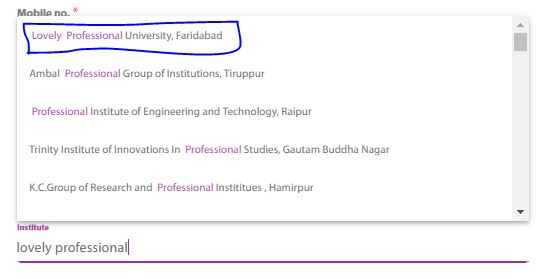 Mobile no. *
Lovely Professional University, Faridabad
Ambal Professional Group of Institutions, Tiruppur
Professional Institute of Engineering and Technology, Raipur
Trinity Institute of Innovations In Professional Studies, Gautam Buddha Nagar
K.C.Group of Research and Professional Instititues , Hamirpur
Institute
lovely professional